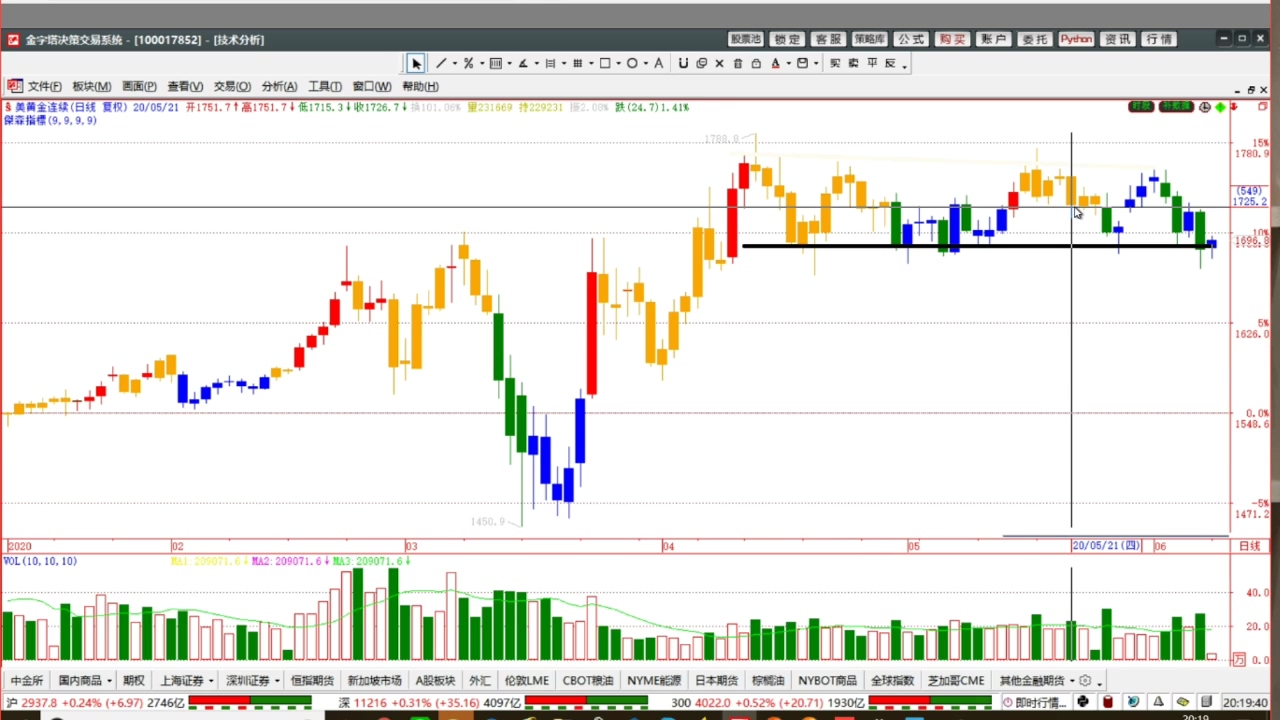 金字塔决策交易系统 - [100017852] - [技术分析]
股票池 锁定 客服 策略库 公式 购买 账户 委托 Python 资讯 行情
买 卖 平 反
文件(F) 板块(M) 画面(P) 查看(V) 交易(O) 分析(A) 工具(T) 窗口(W) 帮助(H)
美黄金连续(日线 复权) 20/05/21 开1751.7↑高1751.7↓低1715.3↓收1726.7↓换101.06% 量231669 持229231 振2.08% 跌(24.7)1.41%
傑森指標(9,9,9,9)
1788.8
15%
1780.9
(549)
1725.2
10%
5%
1626.0
0.0%
1548.6
1450.9
-5%
1471.2
2020 02 03 04 05 20/05/21(四) 06 日线
VOL(10,10,10) MA1:209071.6↓ MA2:209071.6↓ MA3:209071.6↓
40.0
20.0
万 0.0
中金所 国内商品 期权 上海证券 深圳证券 恒指期货 新加坡市场 A股板块 外汇 伦敦LME CBOT粮油 NYME能源 日本期货 棕榈油 NYBOT商品 全球指数 芝加哥CME 其他金融期货
沪 2937.8 +0.24% (+6.97) 2746亿 深 11216 +0.31% (+35.16) 4097亿 300 4022.0 +0.52% (+20.71) 1930亿 即时行情... 20:19:40
20:19